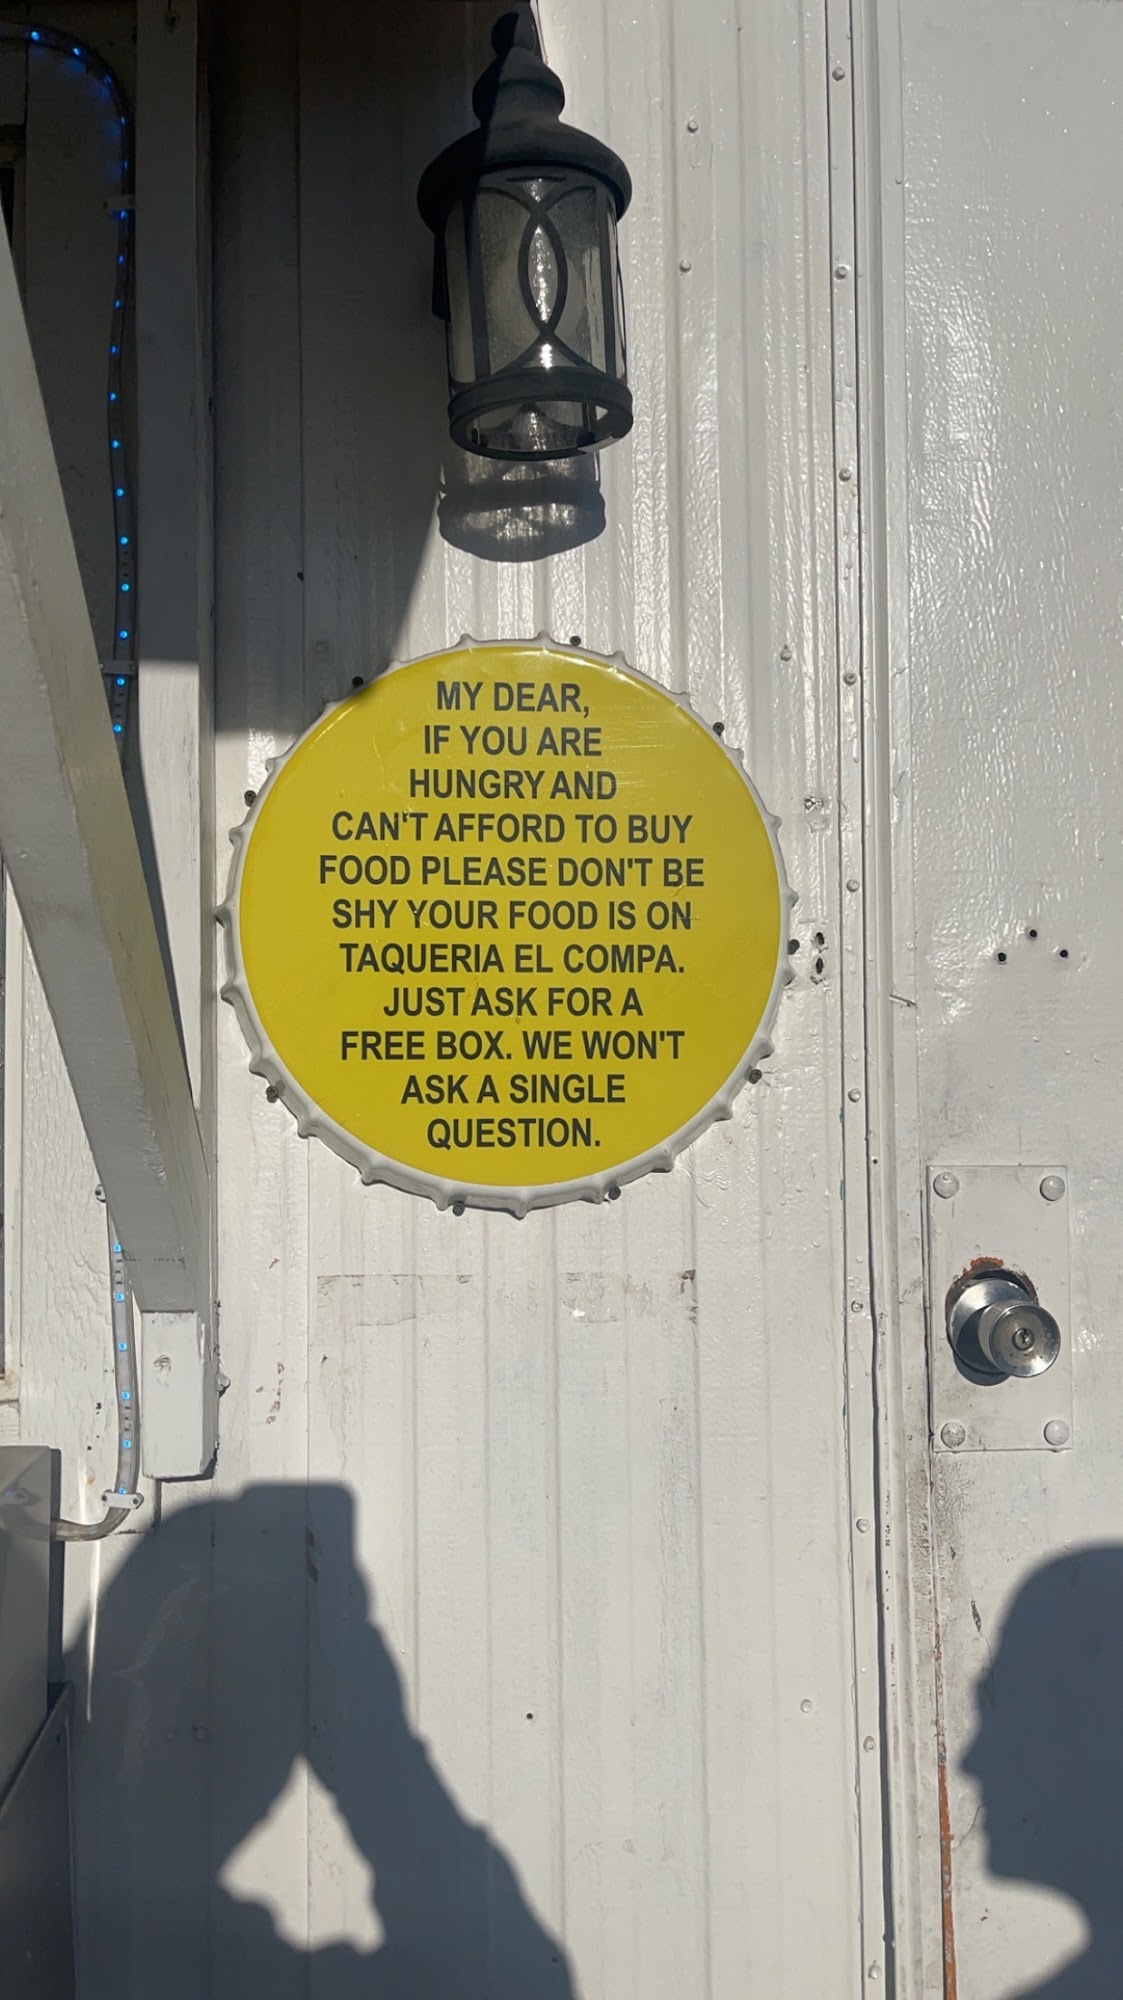 MY DEAR,
IF YOU ARE
HUNGRY AND
CAN'T AFFORD TO BUY
FOOD PLEASE DON'T BE
SHY YOUR FOOD IS ON
TAQUERIA EL COMPA.
JUST ASK FOR A
FREE BOX. WE WON'T
ASK A SINGLE
QUESTION.